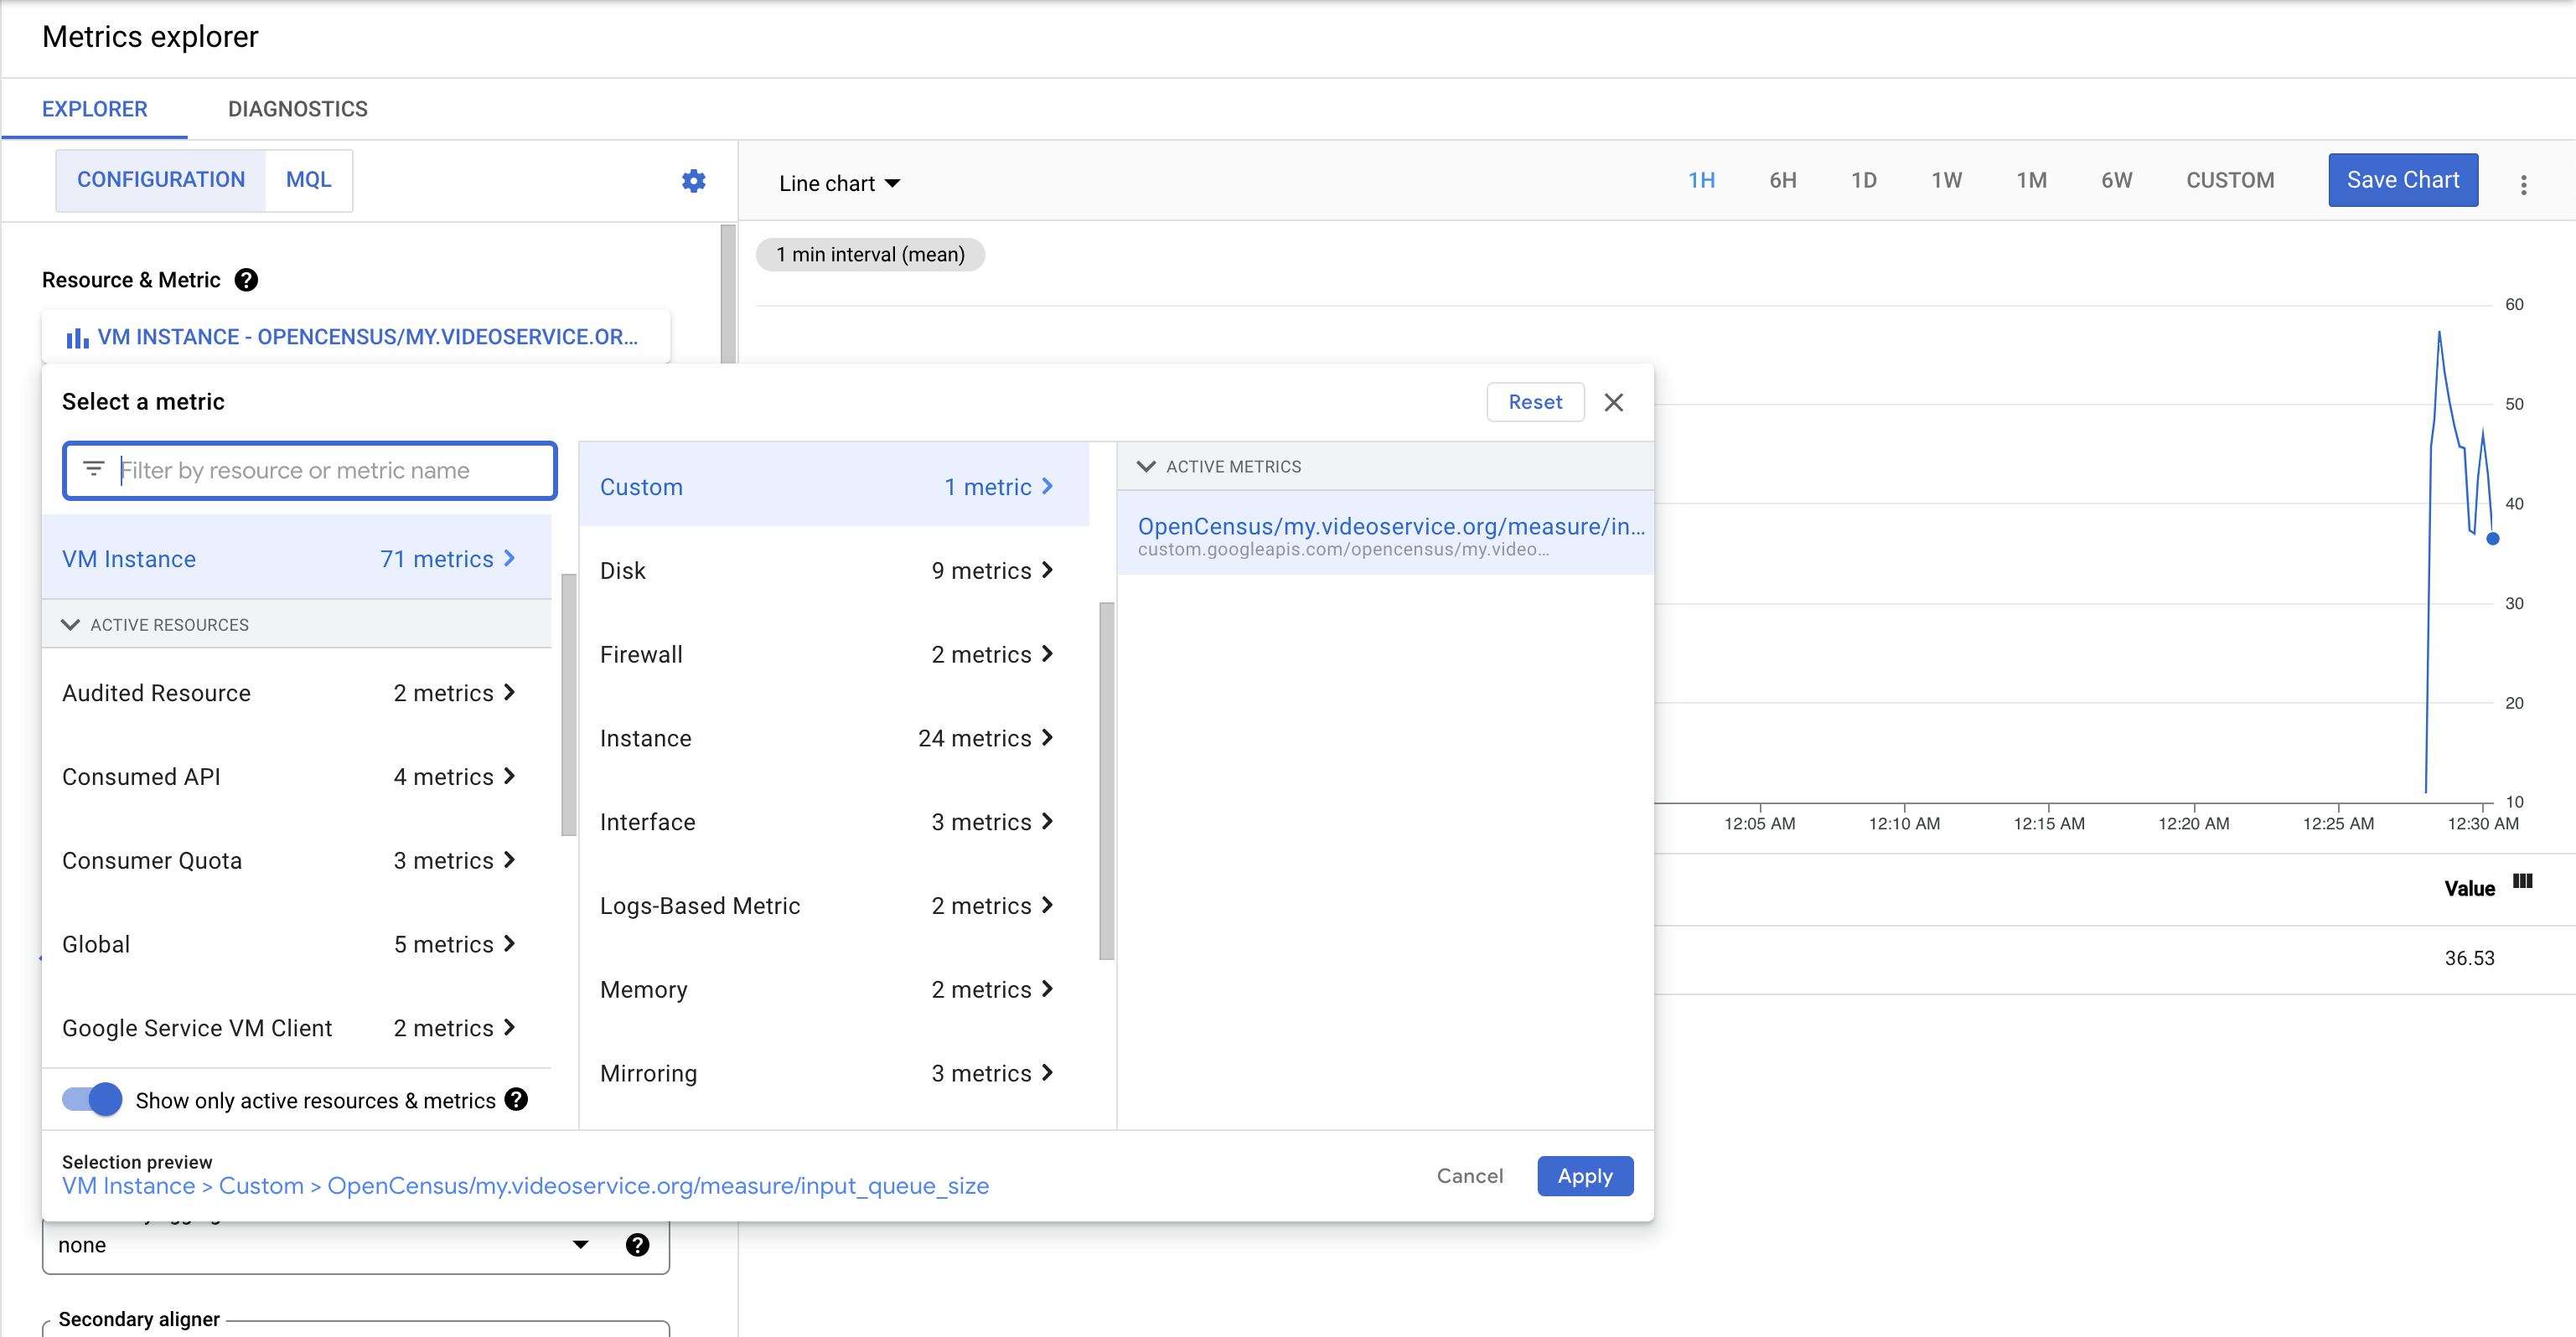 Metrics explorer
EXPLORER DIAGNOSTICS
CONFIGURATION MQL
Line chart 1H 6H 1D 1W 1M 6W CUSTOM Save Chart
1 min interval (mean)
Resource & Metric
VM INSTANCE - OPENCENSUS/MY.VIDEOSERVICE.OR...
Select a metric
Reset
Filter by resource or metric name
VM Instance 71 metrics
ACTIVE RESOURCES
Audited Resource 2 metrics
Consumed API 4 metrics
Consumer Quota 3 metrics
Global 5 metrics
Google Service VM Client 2 metrics
Show only active resources & metrics
Custom 1 metric
Disk 9 metrics
Firewall 2 metrics
Instance 24 metrics
Interface 3 metrics
Logs-Based Metric 2 metrics
Memory 2 metrics
Mirroring 3 metrics
ACTIVE METRICS
OpenCensus/my.videoservice.org/measure/in...
custom.googleapis.com/opencensus/my.video...
Selection preview
VM Instance > Custom > OpenCensus/my.videoservice.org/measure/input_queue_size
Cancel Apply
60
50
40
30
20
10
12:05 AM 12:10 AM 12:15 AM 12:20 AM 12:25 AM 12:30 AM
Value
36.53
none
Secondary aligner